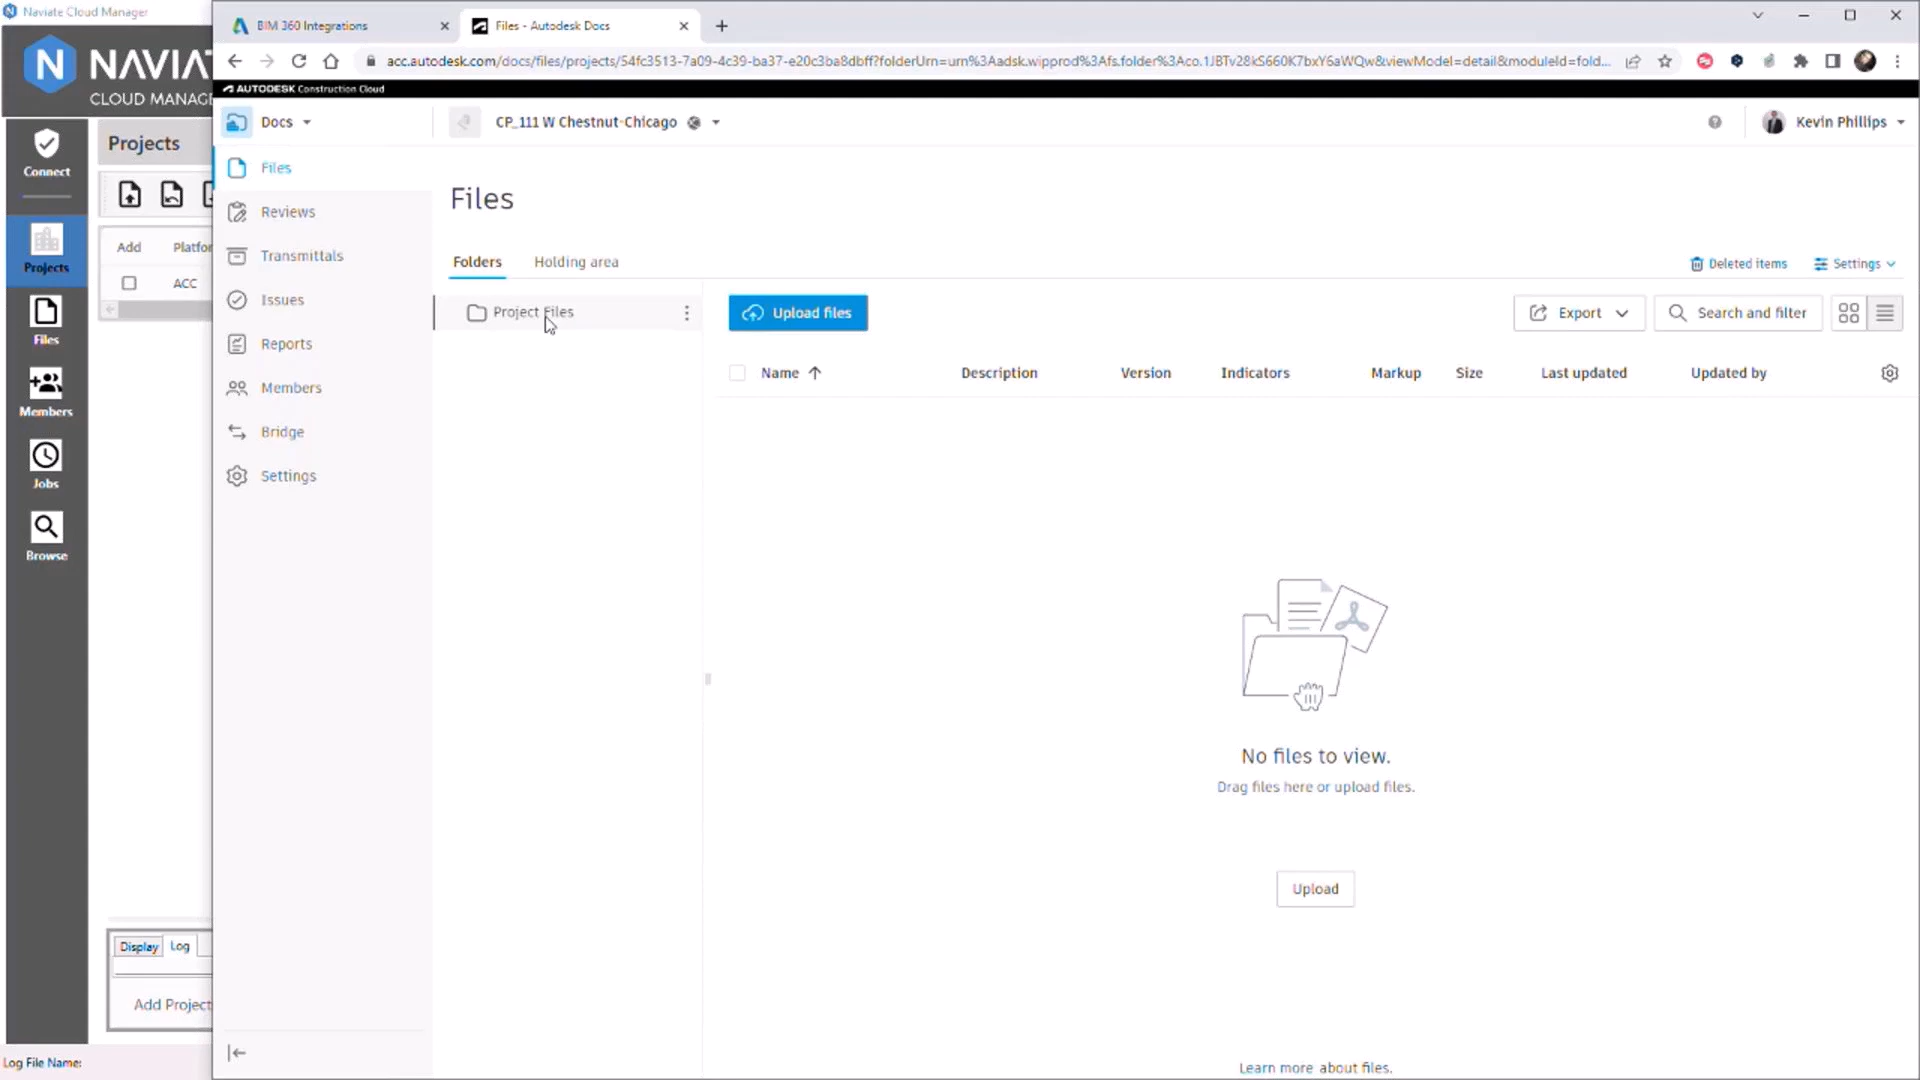 Naviate Cloud Manager
BIM 360 Integrations
Files - Autodesk Docs
acc.autodesk.com/docs/files/projects/54fc3513-7a09-4c39-ba37-e20c3ba8dbff?folderUrn=urn%3Aadsk.wipprod%3Afs.folder%3Aco.1JBTv28kS660K7bxY6aWQw&viewModel=detail&moduleId=fold...
NAVIAT
CLOUD MANAG
AUTODESK Construction Cloud
Docs
CP_111 W Chestnut-Chicago
Kevin Phillips
Connect
Projects
Files
Members
Jobs
Browse
Projects
Add Platfor
ACC
Display Log
Add Project
Log File Name:
Files
Reviews
Transmittals
Issues
Reports
Members
Bridge
Settings
Files
Folders Holding area
Deleted items Settings
Project Files
Upload files
Export
Search and filter
Name Description Version Indicators Markup Size Last updated Updated by
No files to view.
Drag files here or upload files.
Upload
Learn more about files.